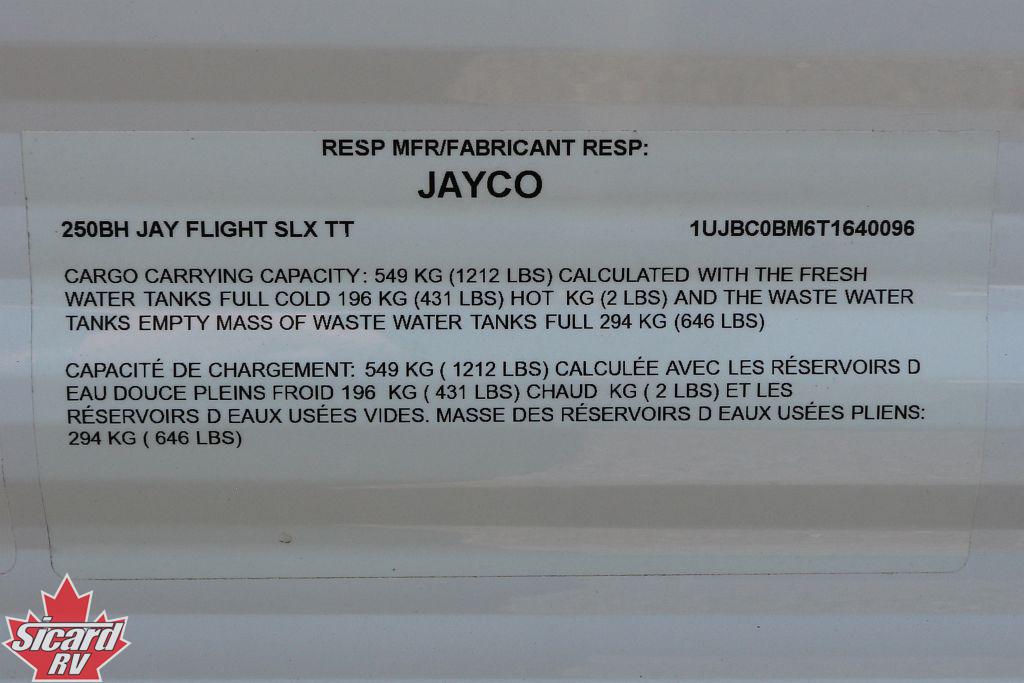 RESP MFR/FABRICANT RESP:
JAYCO
250BH JAY FLIGHT SLX TT 1UJBC0BM6T1640096
CARGO CARRYING CAPACITY: 549 KG (1212 LBS) CALCULATED WITH THE FRESH
WATER TANKS FULL COLD 196 KG (431 LBS) HOT KG (2 LBS) AND THE WASTE WATER
TANKS EMPTY MASS OF WASTE WATER TANKS FULL 294 KG (646 LBS)
CAPACITÉ DE CHARGEMENT: 549 KG ( 1212 LBS) CALCULÉE AVEC LES RÉSERVOIRS D
EAU DOUCE PLEINS FROID 196 KG ( 431 LBS) CHAUD KG ( 2 LBS) ET LES
RÉSERVOIRS D EAUX USÉES VIDES. MASSE DES RÉSERVOIRS D EAUX USÉES PLIENS:
294 KG ( 646 LBS)
Sicard
RV